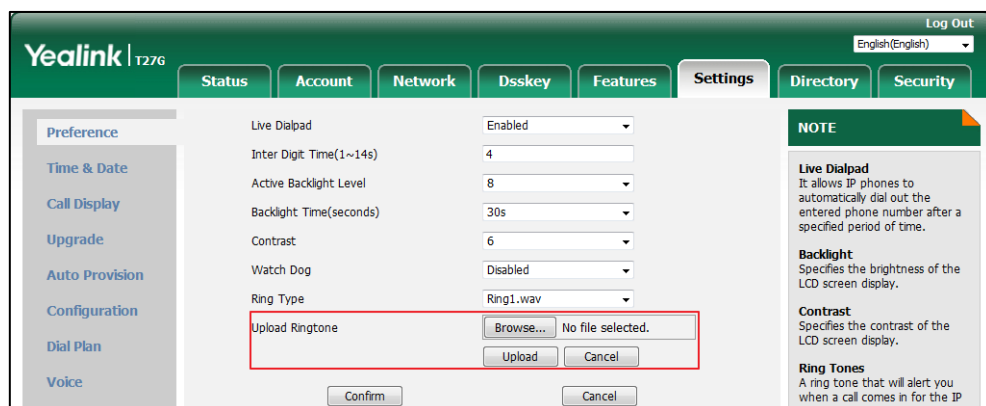 Log Out
Yealink T27G
English(English)
Status Account Network Dsskey Features Settings Directory Security
Preference
Time & Date
Call Display
Upgrade
Auto Provision
Configuration
Dial Plan
Voice
Live Dialpad Enabled
Inter Digit Time(1~14s) 4
Active Backlight Level 8
Backlight Time(seconds) 30s
Contrast 6
Watch Dog Disabled
Ring Type Ring1.wav
Upload Ringtone Browse... No file selected.
Upload Cancel
Confirm Cancel
NOTE
Live Dialpad
It allows IP phones to
automatically dial out the
entered phone number after a
specified period of time.
Backlight
Specifies the brightness of the
LCD screen display.
Contrast
Specifies the contrast of the
LCD screen display.
Ring Tones
A ring tone that will alert you
when a call comes in for the IP